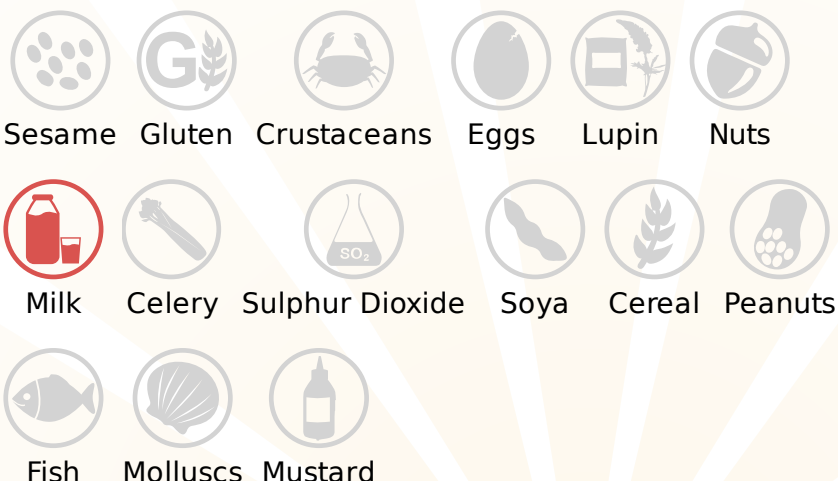 G
Sesame Gluten Crustaceans Eggs Lupin Nuts
SO₂
Milk Celery Sulphur Dioxide Soya Cereal Peanuts
Fish Molluscs Mustard